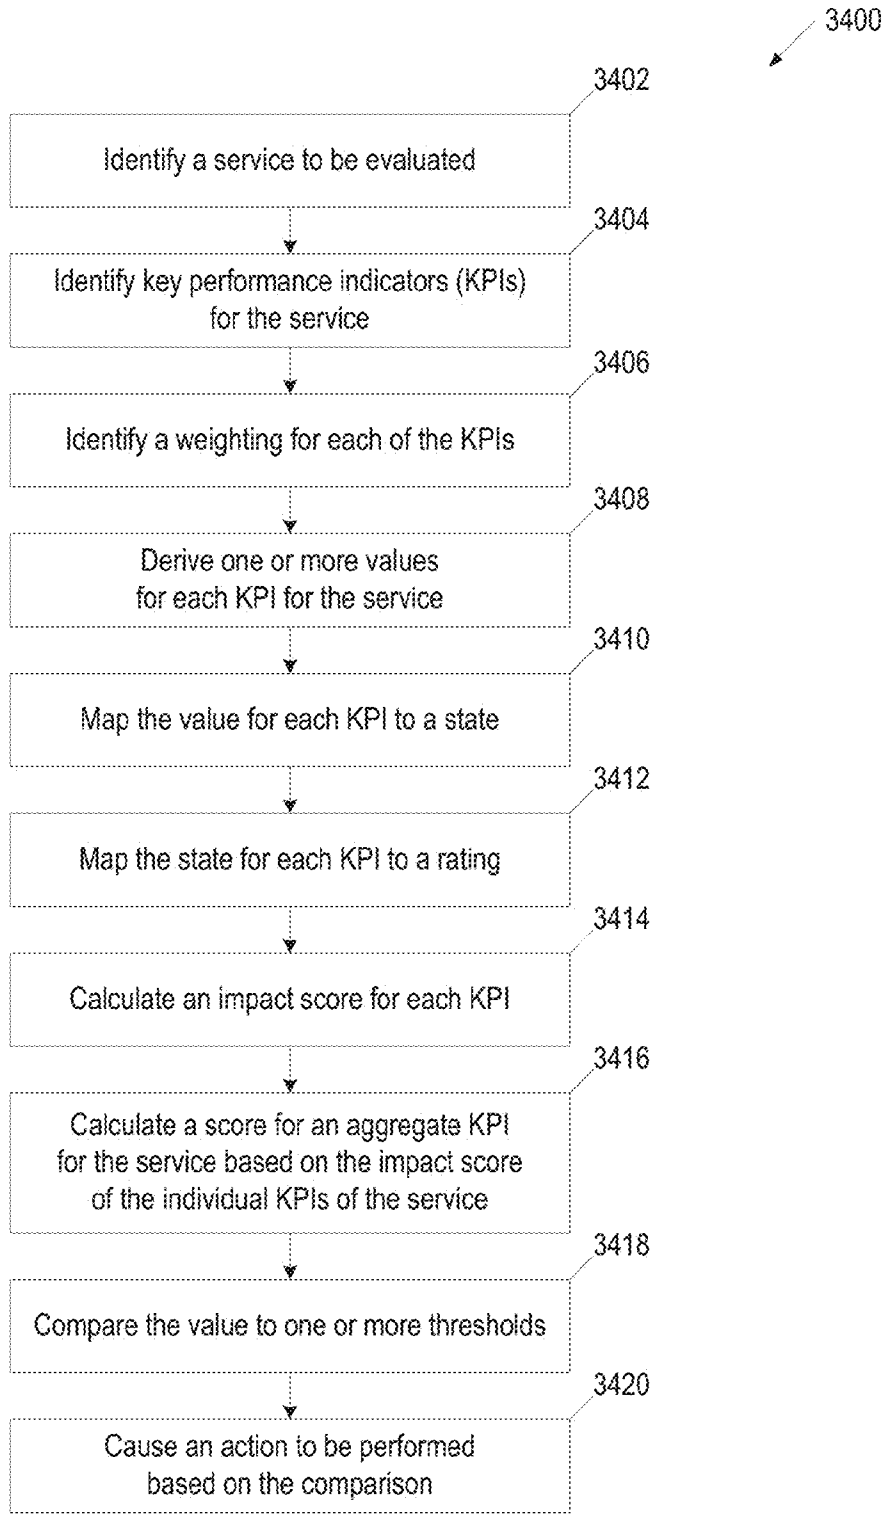 3400
3402
Identify a service to be evaluated
3404
Identify key performance indicators (KPIs)
for the service
3406
Identify a weighting for each of the KPIs
3408
Derive one or more values
for each KPI for the service
3410
Map the value for each KPI to a state
3412
Map the state for each KPI to a rating
3414
Calculate an impact score for each KPI
3416
Calculate a score for an aggregate KPI
for the service based on the impact score
of the individual KPIs of the service
3418
Compare the value to one or more thresholds
3420
Cause an action to be performed
based on the comparison